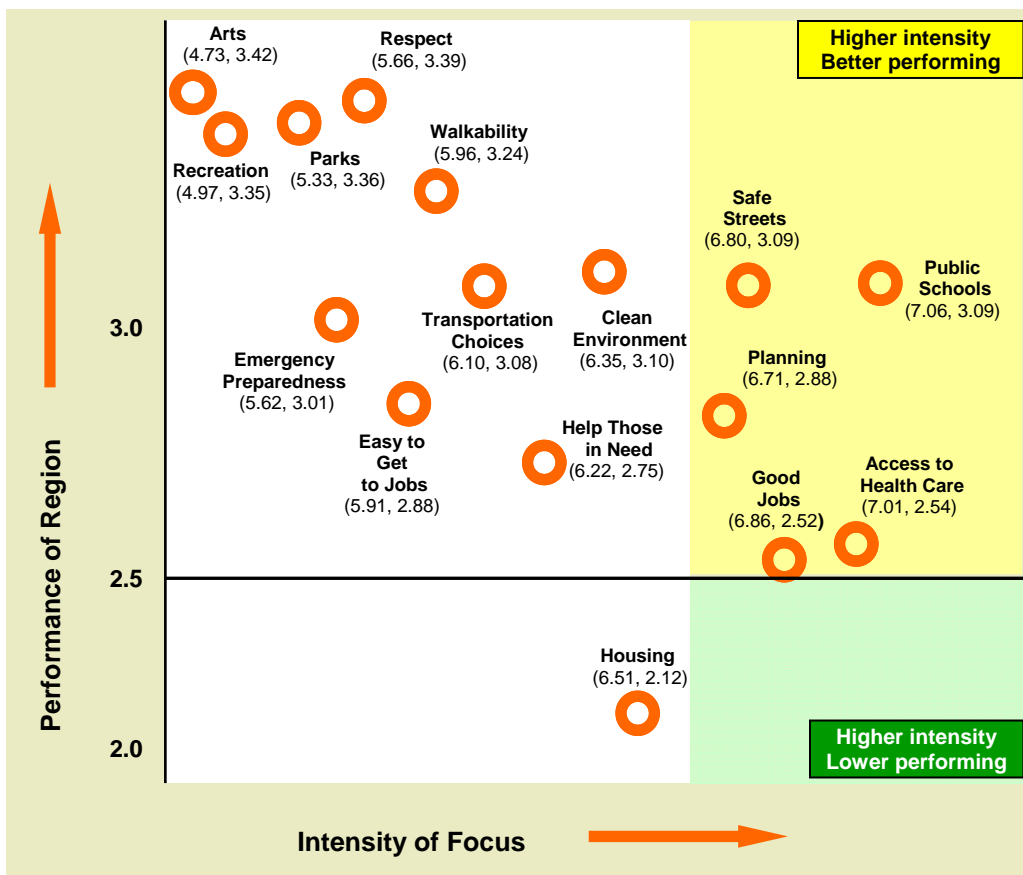 Arts
(4.73, 3.42)
Respect
(5.66, 3.39)
Higher intensity
Better performing
Recreation
(4.97, 3.35)
Parks
(5.33, 3.36)
Walkability
(5.96, 3.24)
Safe
Streets
(6.80, 3.09)
Public
Schools
(7.06, 3.09)
3.0
Emergency
Preparedness
(5.62, 3.01)
Transportation
Choices
(6.10, 3.08)
Clean
Environment
(6.35, 3.10)
Planning
(6.71, 2.88)
Easy to
Get
to Jobs
(5.91, 2.88)
Help Those
in Need
(6.22, 2.75)
Good
Jobs
(6.86, 2.52)
Access to
Health Care
(7.01, 2.54)
Performance of Region
2.5
Housing
(6.51, 2.12)
2.0
Higher intensity
Lower performing
Intensity of Focus